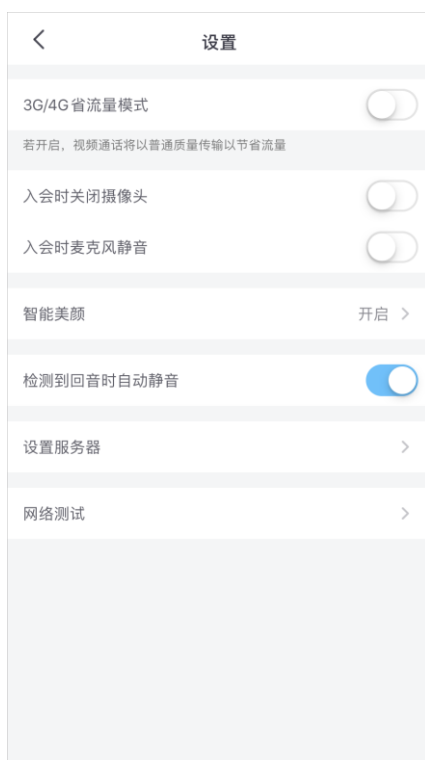 设置
3G/4G省流量模式
若开启，视频通话将以普通质量传输以节省流量
入会时关闭摄像头
入会时麦克风静音
智能美颜 开启
检测到回音时自动静音
设置服务器
网络测试